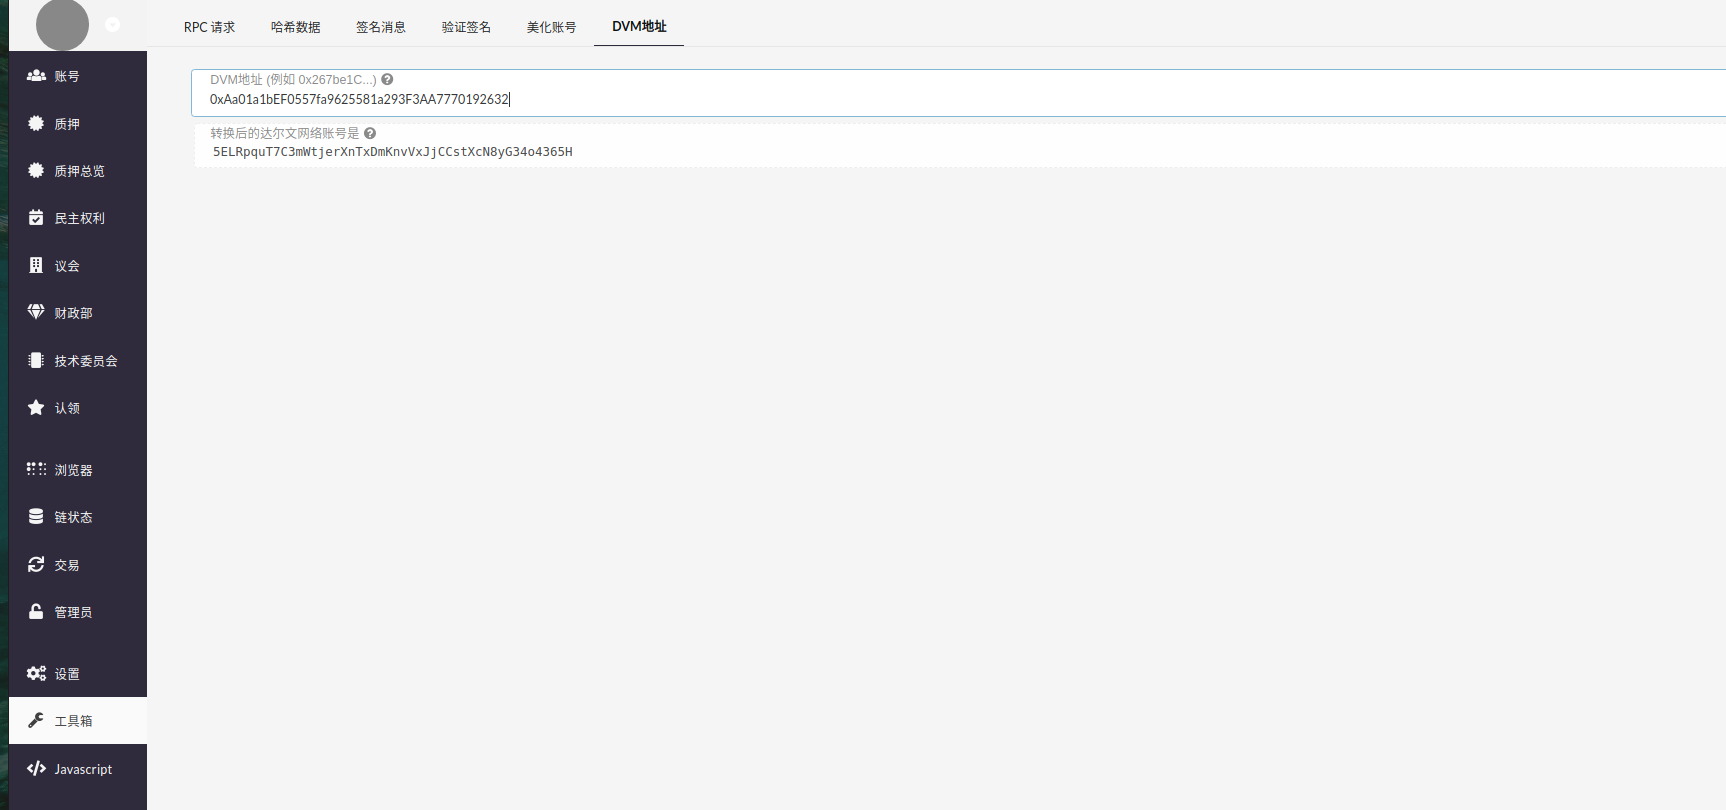 RPC 请求 哈希数据 签名消息 验证签名 美化账号 DVM地址
DVM地址 (例如 0x267be1C...)
0xAa01a1bEF0557fa9625581a293F3AA7770192632
转换后的达尔文网络账号是
5ELRpquT7C3mWtjerXnTxDmKnvVxJjCCstXcN8yG34o4365H
账号
质押
质押总览
民主权利
议会
财政部
技术委员会
认领
浏览器
链状态
交易
管理员
设置
工具箱
Javascript